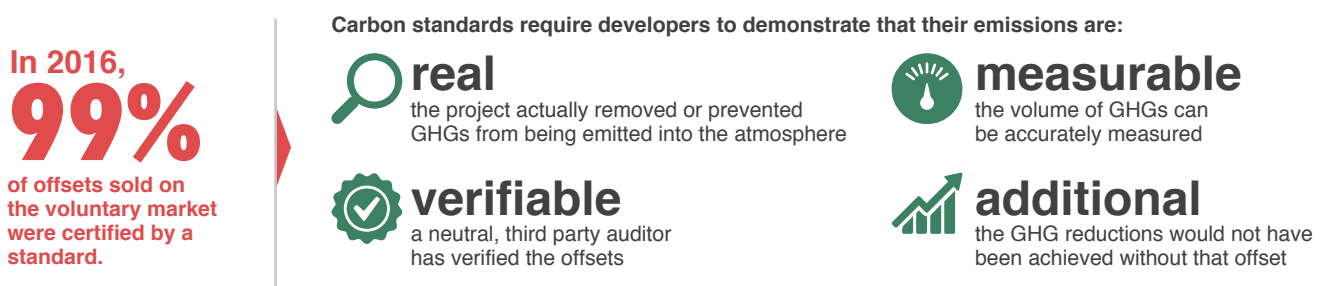 In 2016,
99%
of offsets sold on
the voluntary market
were certified by a
standard.
Carbon standards require developers to demonstrate that their emissions are:
real
the project actually removed or prevented
GHGs from being emitted into the atmosphere
measurable
the volume of GHGs can
be accurately measured
verifiable
a neutral, third party auditor
has verified the offsets
additional
the GHG reductions would not have
been achieved without that offset